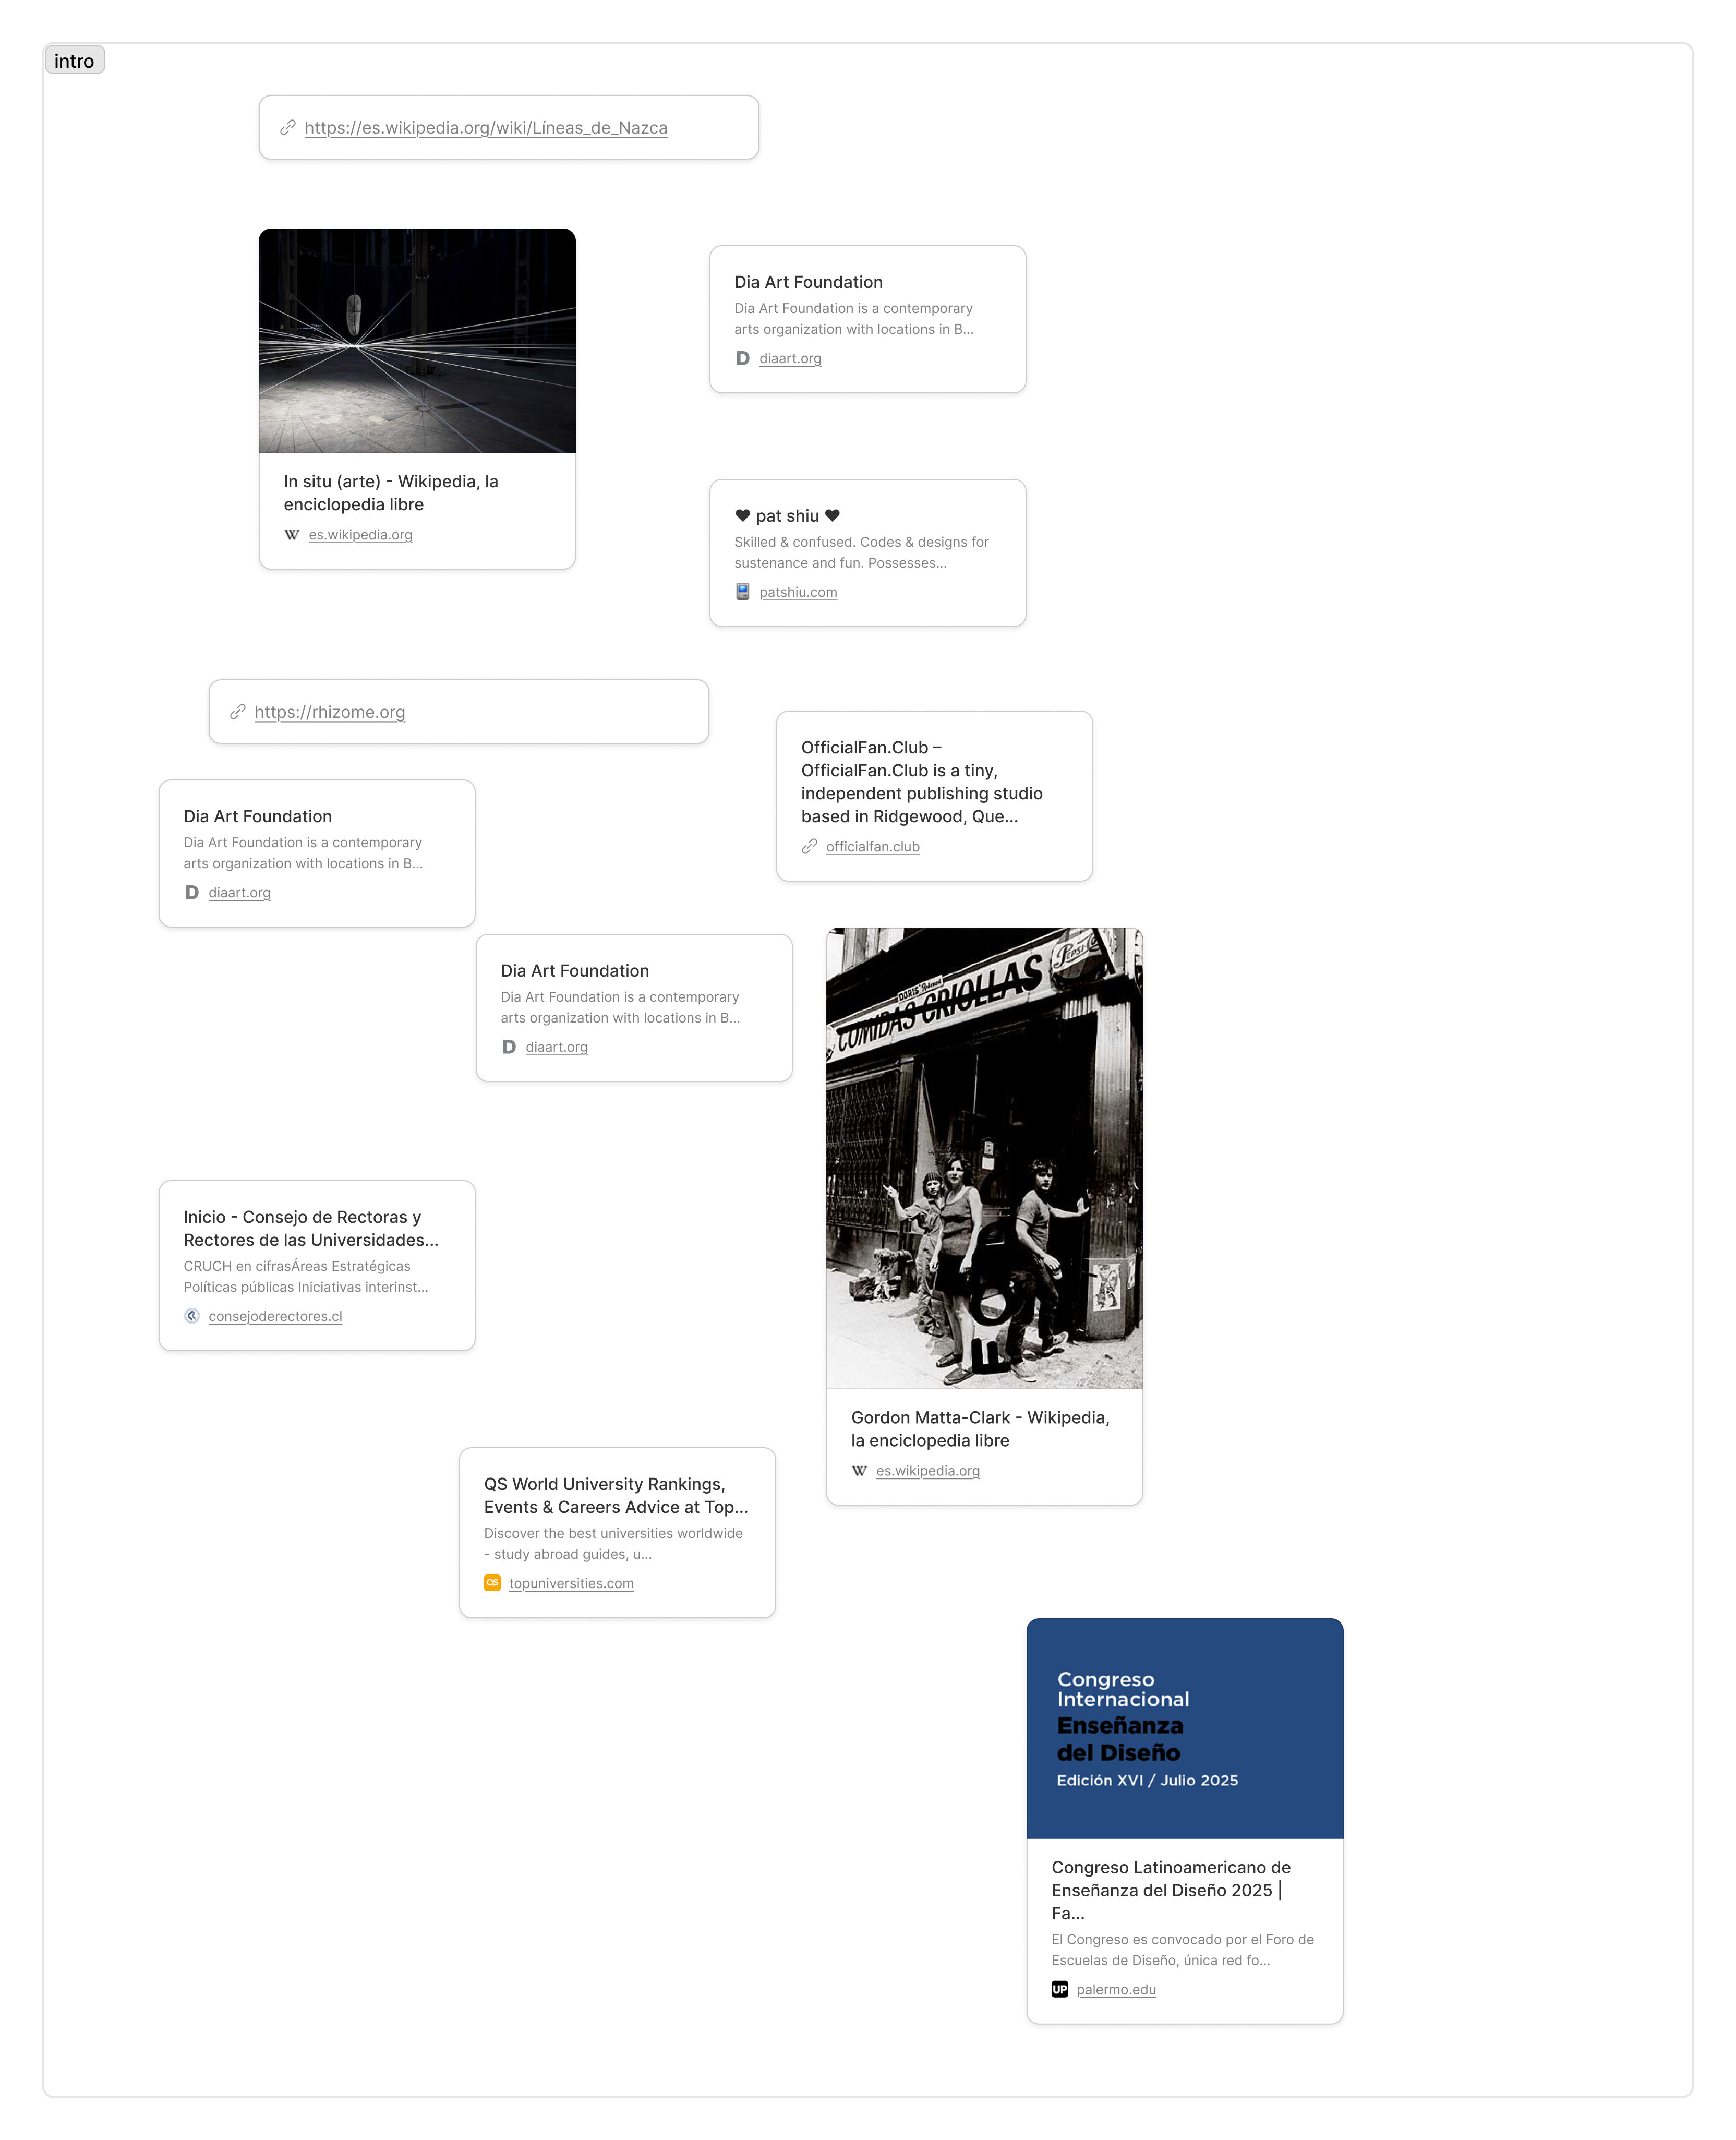 intro
https://es.wikipedia.org/wiki/Líneas_de_Nazca
In situ (arte) - Wikipedia, la
enciclopedia libre
es.wikipedia.org
Dia Art Foundation
Dia Art Foundation is a contemporary
arts organization with locations in B...
diaart.org
♥ pat shiu ♥
Skilled & confused. Codes & designs for
sustenance and fun. Possesses...
patshiu.com
https://rhizome.org
OfficialFan.Club –
OfficialFan.Club is a tiny,
independent publishing studio
based in Ridgewood, Que...
officialfan.club
Dia Art Foundation
Dia Art Foundation is a contemporary
arts organization with locations in B...
diaart.org
Dia Art Foundation
Dia Art Foundation is a contemporary
arts organization with locations in B...
diaart.org
COMIDAS CRIOLLAS
PEPSI-C
FOOD
Gordon Matta-Clark - Wikipedia,
la enciclopedia libre
es.wikipedia.org
Inicio - Consejo de Rectoras y
Rectores de las Universidades...
CRUCH en cifrasÁreas Estratégicas
Políticas públicas Iniciativas interinst...
consejoderectores.cl
QS World University Rankings,
Events & Careers Advice at Top...
Discover the best universities worldwide
- study abroad guides, u...
QS topuniversities.com
Congreso
Internacional
Enseñanza
del Diseño
Edición XVI / Julio 2025
Congreso Latinoamericano de
Enseñanza del Diseño 2025 |
Fa...
El Congreso es convocado por el Foro de
Escuelas de Diseño, única red fo...
UP palermo.edu